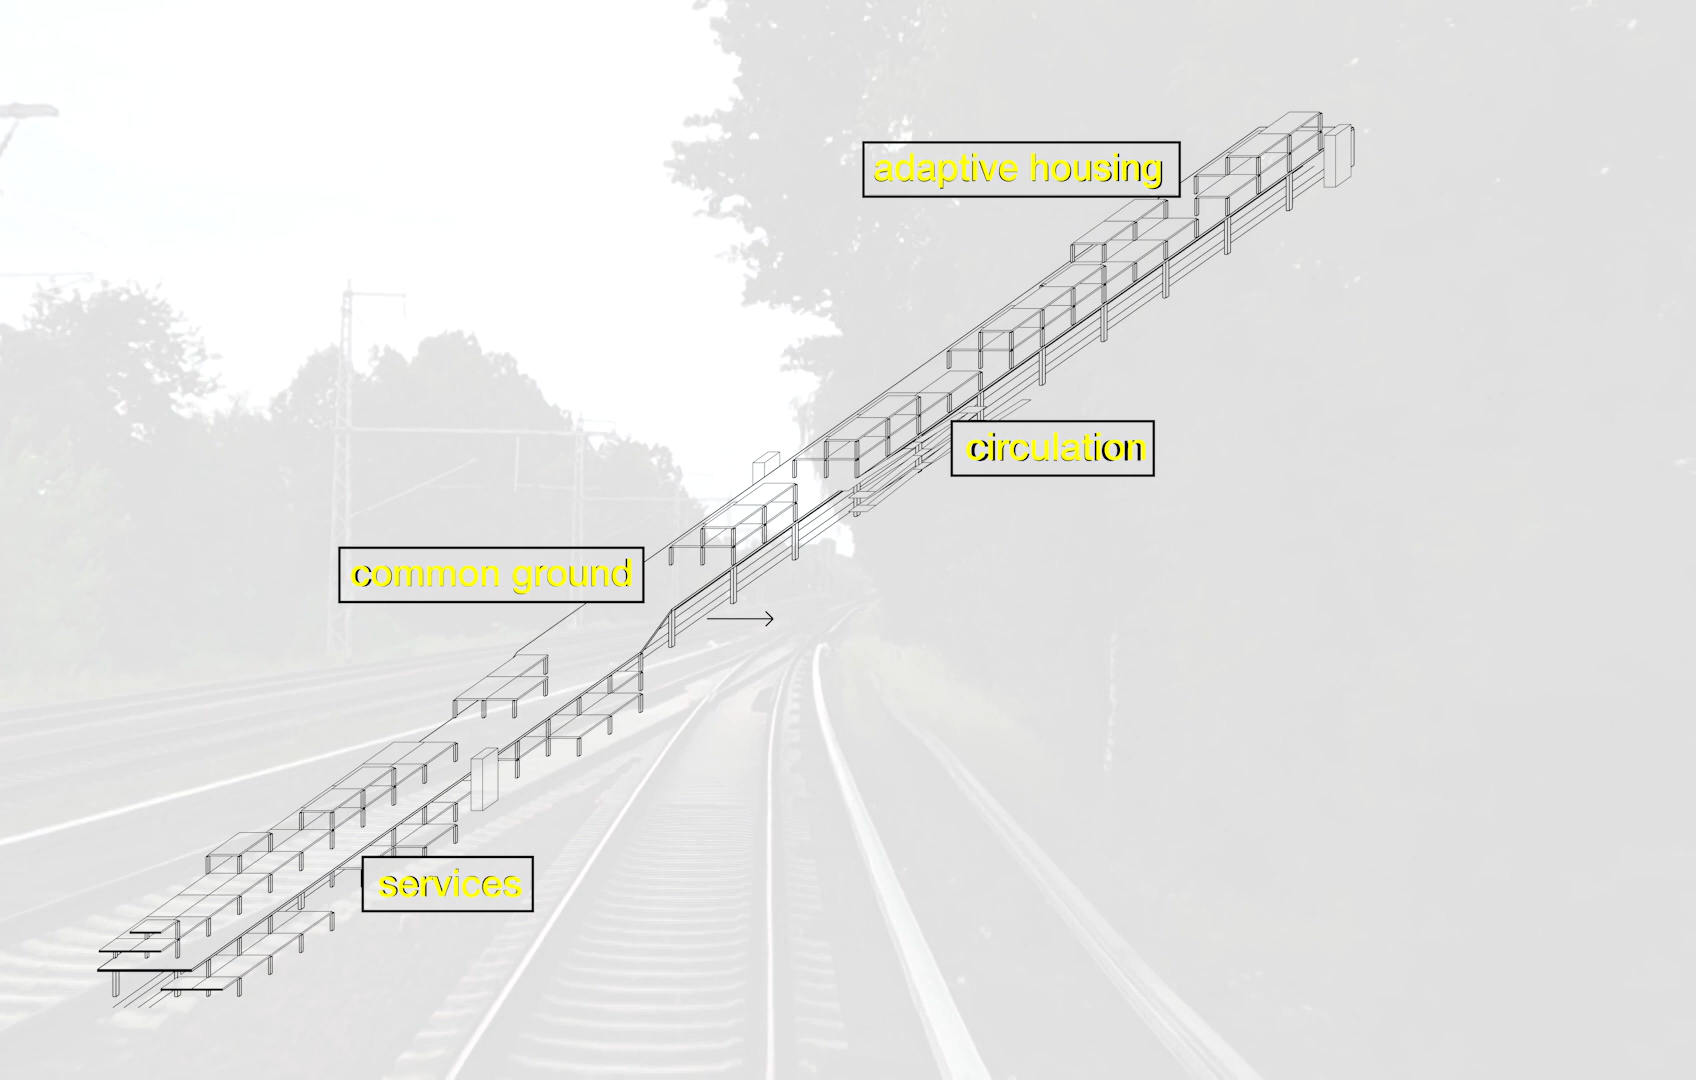 adaptive housing
circulation
common ground
services